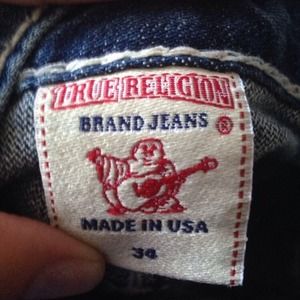 TRUE RELIGION
BRAND JEANS ®
MADE IN USA
34